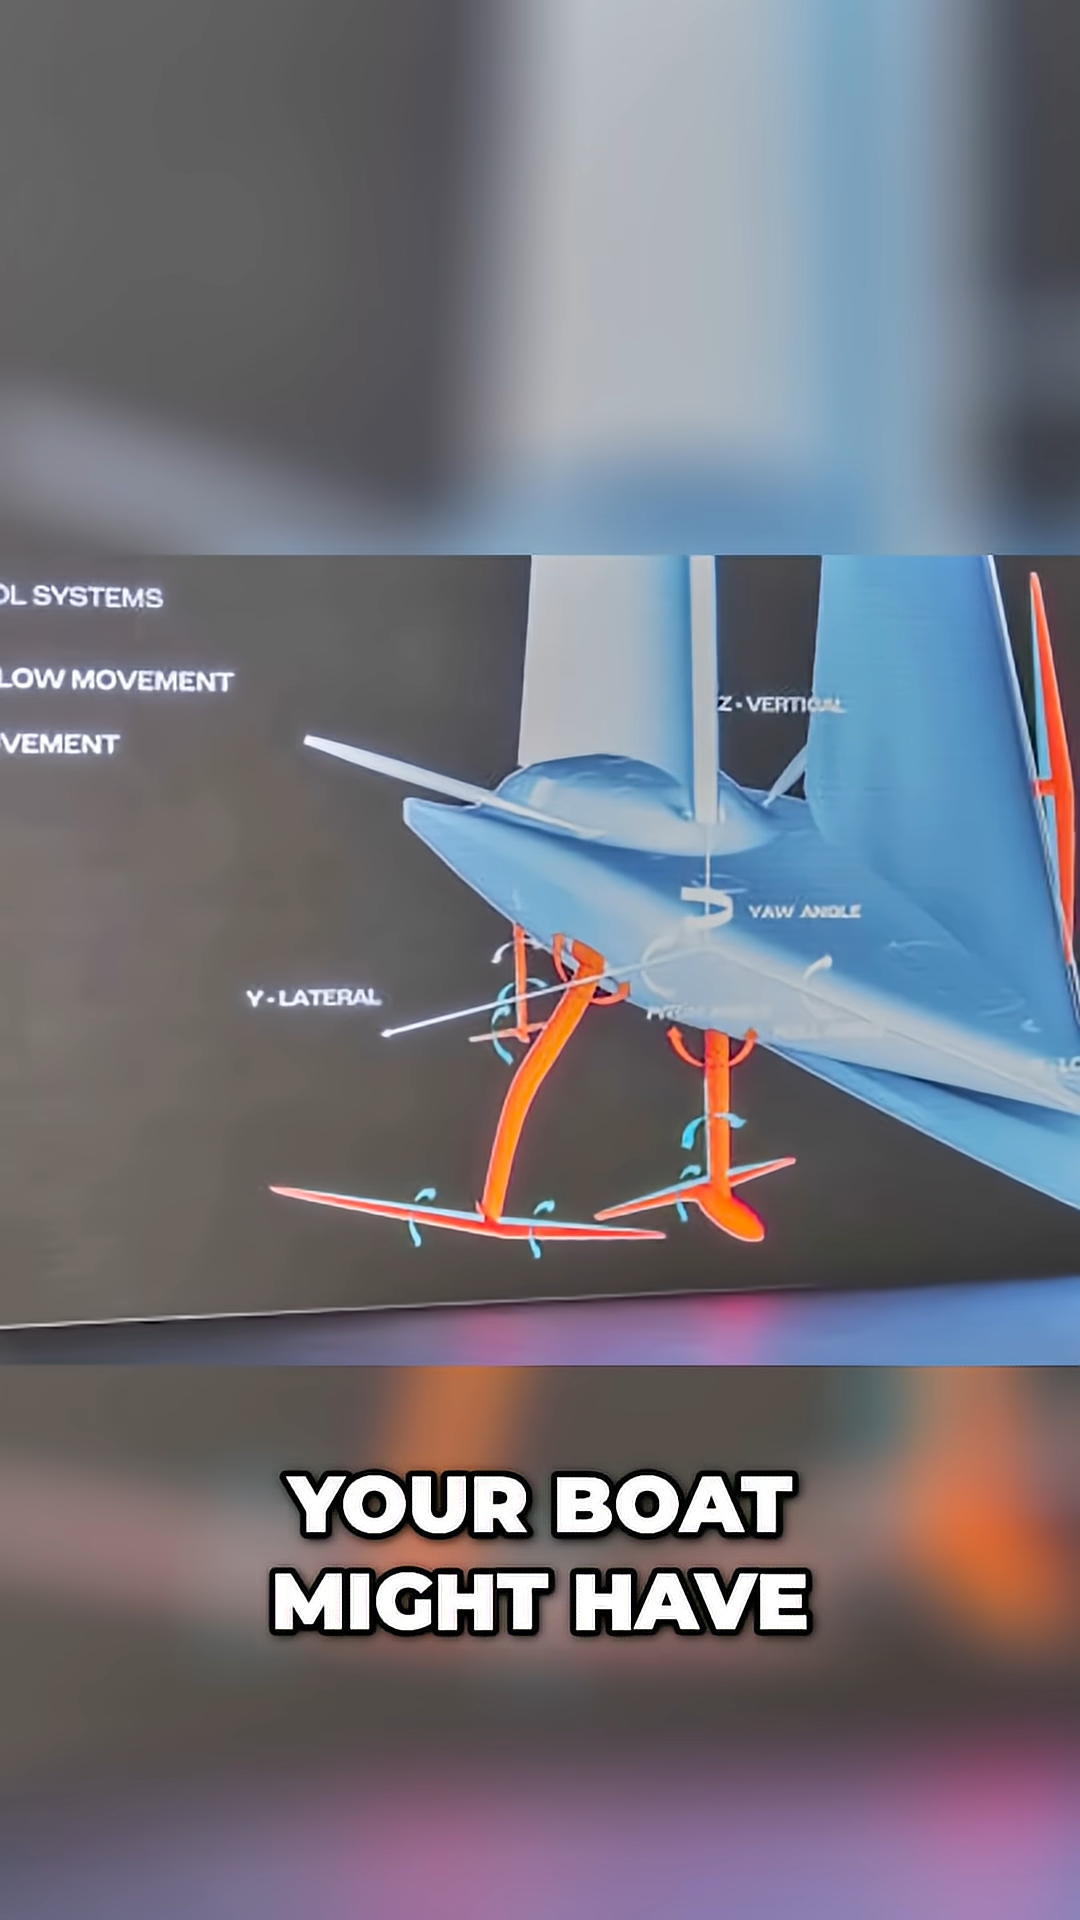 OL SYSTEMS
LOW MOVEMENT
VEMENT
Z - VERTICAL
YAW ANGLE
Y - LATERAL
YOUR BOAT
MIGHT HAVE